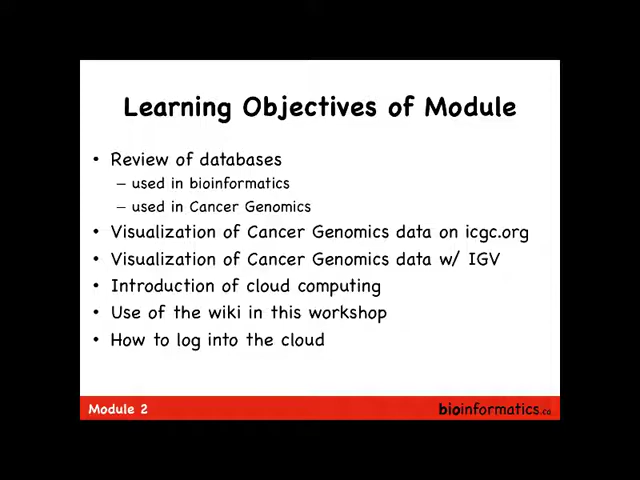 Learning Objectives of Module
• Review of databases
– used in bioinformatics
– used in Cancer Genomics
• Visualization of Cancer Genomics data on icgc.org
• Visualization of Cancer Genomics data w/ IGV
• Introduction of cloud computing
• Use of the wiki in this workshop
• How to log into the cloud
Module 2
bioinformatics.ca